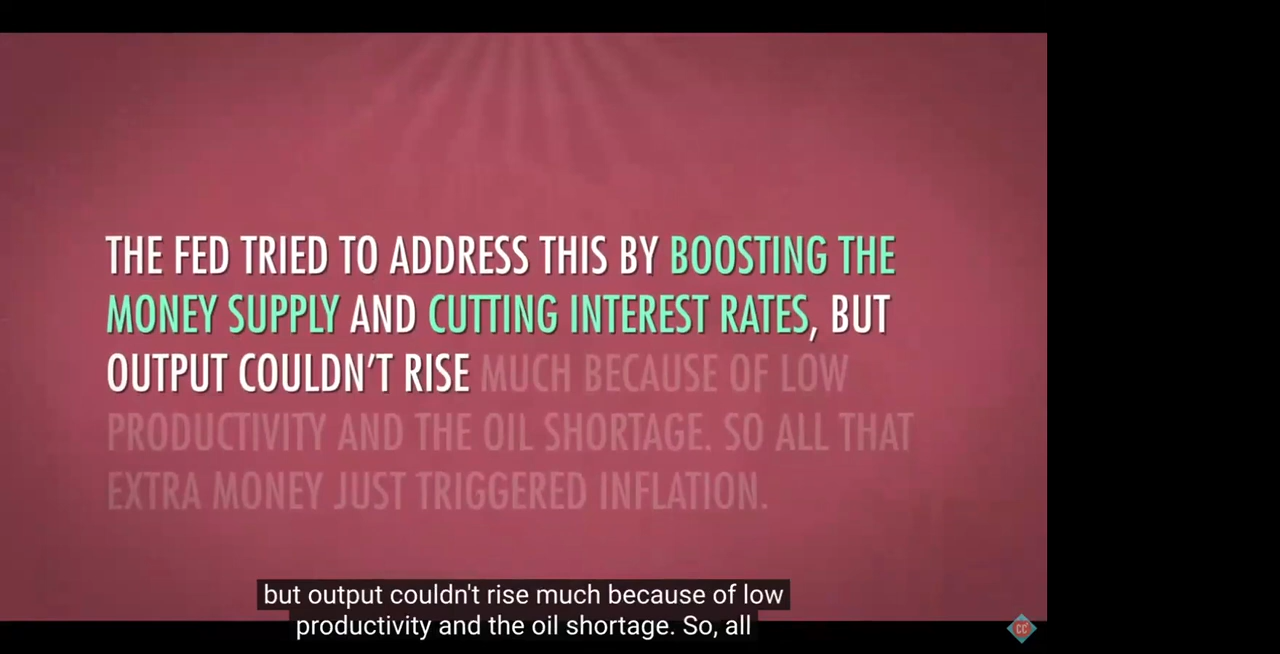 THE FED TRIED TO ADDRESS THIS BY BOOSTING THE
MONEY SUPPLY AND CUTTING INTEREST RATES, BUT
OUTPUT COULDN'T RISE MUCH BECAUSE OF LOW
PRODUCTIVITY AND THE OIL SHORTAGE. SO ALL THAT
EXTRA MONEY JUST TRIGGERED INFLATION.
but output couldn't rise much because of low
productivity and the oil shortage. So, all
CC